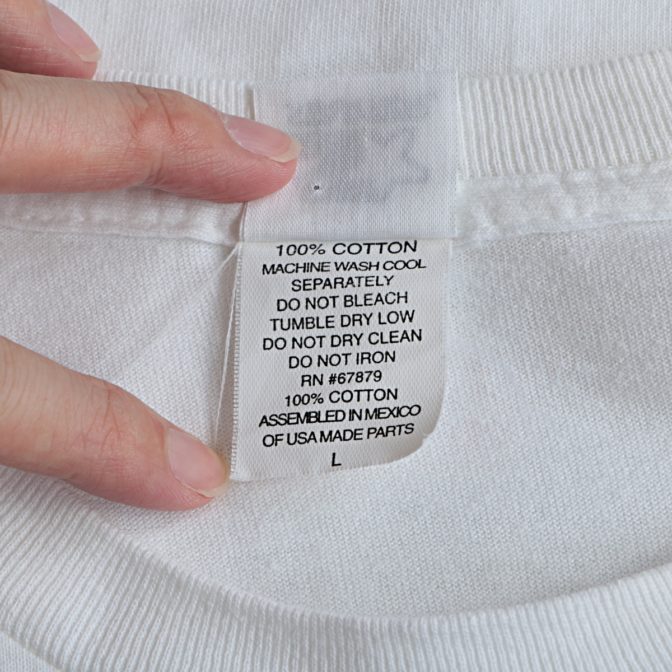 100% COTTON
MACHINE WASH COOL
SEPARATELY
DO NOT BLEACH
TUMBLE DRY LOW
DO NOT DRY CLEAN
DO NOT IRON
RN #67879
100% COTTON
ASSEMBLED IN MEXICO
OF USA MADE PARTS
L